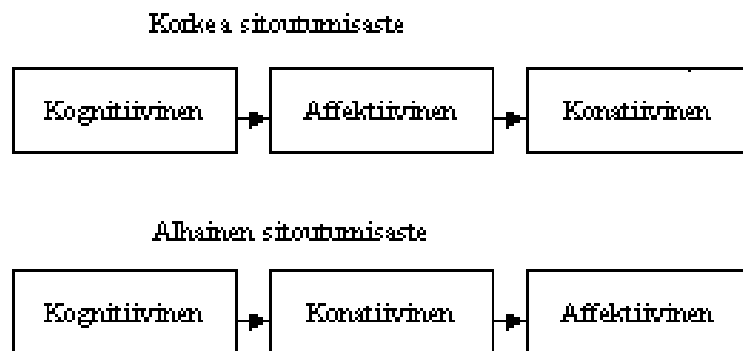 Korkea sitoutumisaste
Kognitiivinen Affektiivinen Konatiivinen
Alhainen sitoutumisaste
Kognitiivinen Konatiivinen Affektiivinen